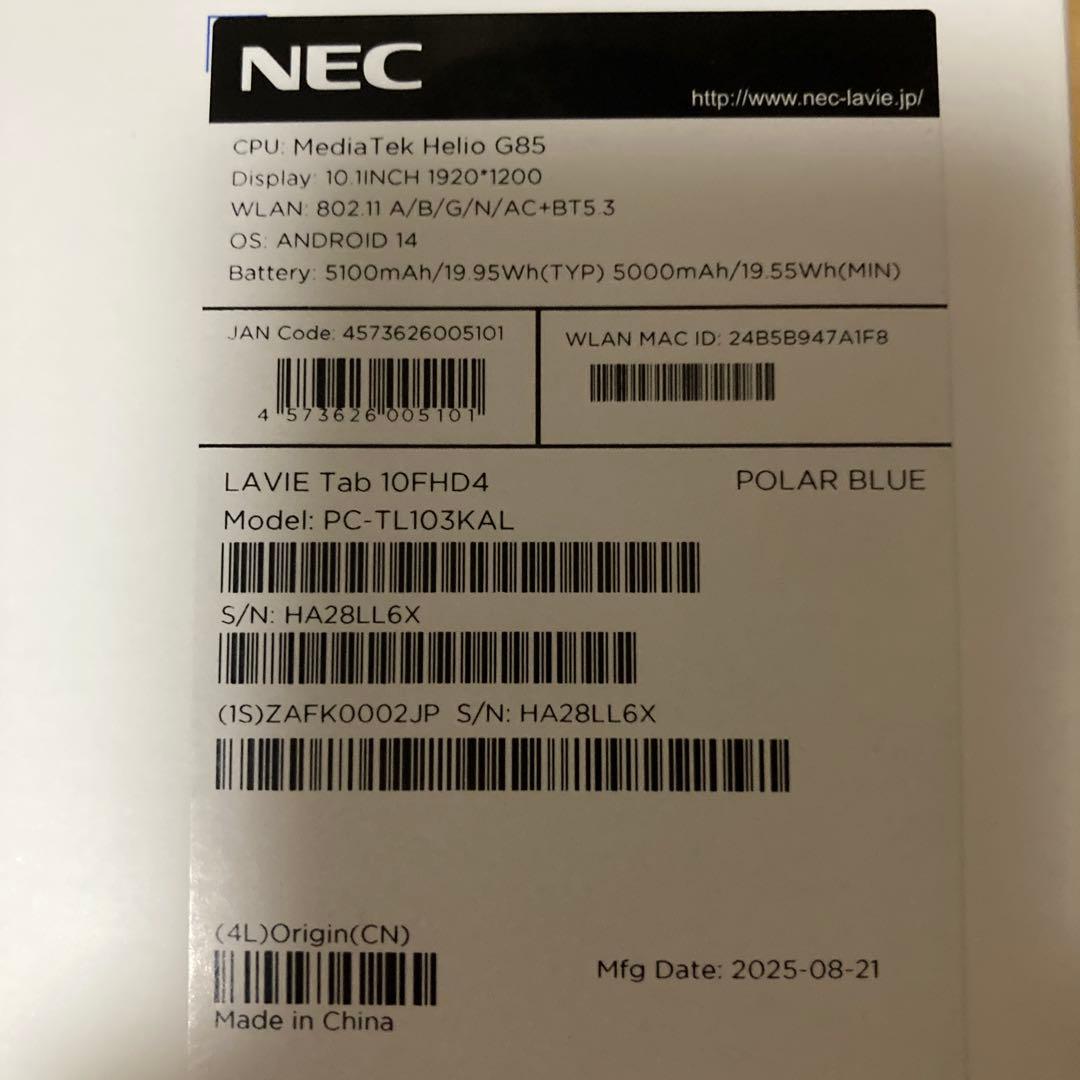 NEC
http://www.nec-lavie.jp/
CPU: MediaTek Helio G85
Display: 10.1INCH 1920*1200
WLAN: 802.11 A/B/G/N/AC+BT5.3
OS: ANDROID 14
Battery: 5100mAh/19.95Wh(TYP) 5000mAh/19.55Wh(MIN)
JAN Code: 4573626005101
4 573626 005101
WLAN MAC ID: 24B5B947A1F8
LAVIE Tab 10FHD4
POLAR BLUE
Model: PC-TL103KAL
S/N: HA28LL6X
(1S)ZAFK0002JP S/N: HA28LL6X
(4L)Origin(CN)
Made in China
Mfg Date: 2025-08-21